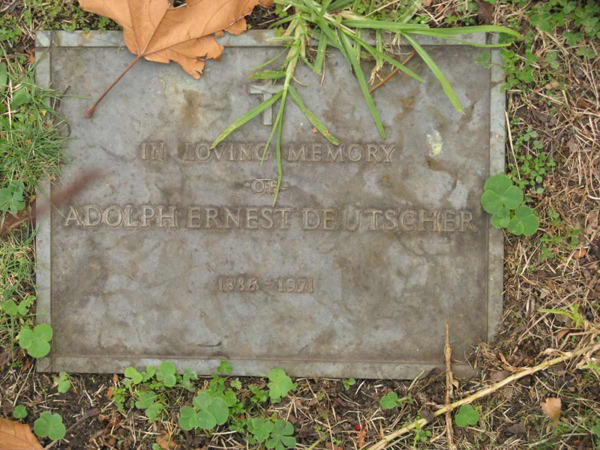 IN LOVING MEMORY
OF
ADOLPH ERNEST DEUTSCHER
1886 - 1971